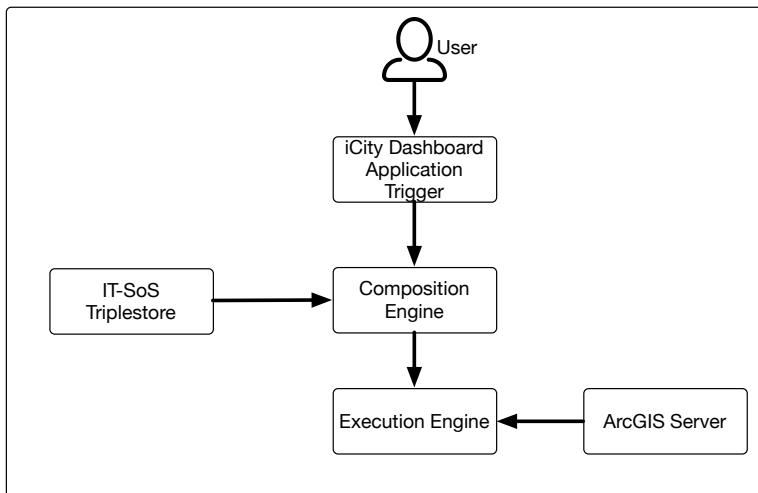 User
iCity Dashboard
Application
Trigger
IT-SoS
Triplestore
Composition
Engine
Execution Engine
ArcGIS Server